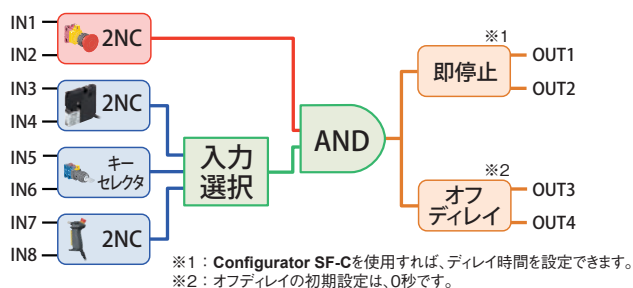 IN1
2NC
IN2
IN3
2NC
IN4
IN5
キー
セレクタ
IN6
IN7
2NC
IN8
入力
選択
AND
※1
即停止
OUT1
OUT2
※2
オフ
ディレイ
OUT3
OUT4
※1：Configurator SF-Cを使用すれば、ディレイ時間を設定できます。
※2：オフディレイの初期設定は、0秒です。